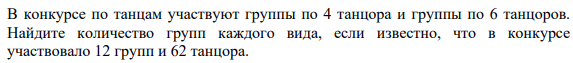 В конкурсе по танцам участвуют группы по 4 танцора и группы по 6 танцоров.
Найдите количество групп каждого вида, если известно, что в конкурсе
участвовало 12 групп и 62 танцора.